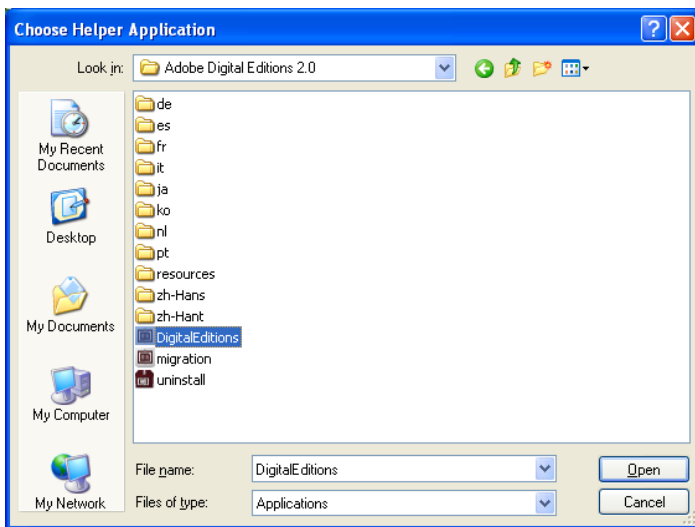 Choose Helper Application
Look in: Adobe Digital Editions 2.0
My Recent
Documents
Desktop
My Documents
My Computer
My Network
de
es
fr
it
ja
ko
nl
pt
resources
zh-Hans
zh-Hant
DigitalEditions
migration
uninstall
File name: DigitalEditions Open
Files of type: Applications Cancel